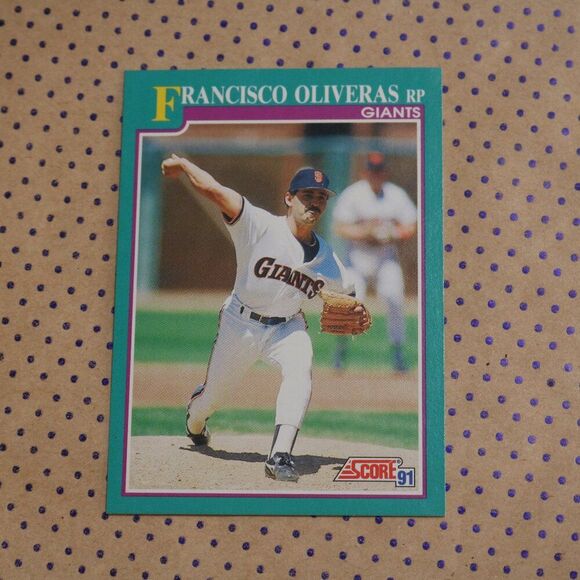 FRANCISCO OLIVERAS RP
GIANTS
GIANTS
SCORE® 91